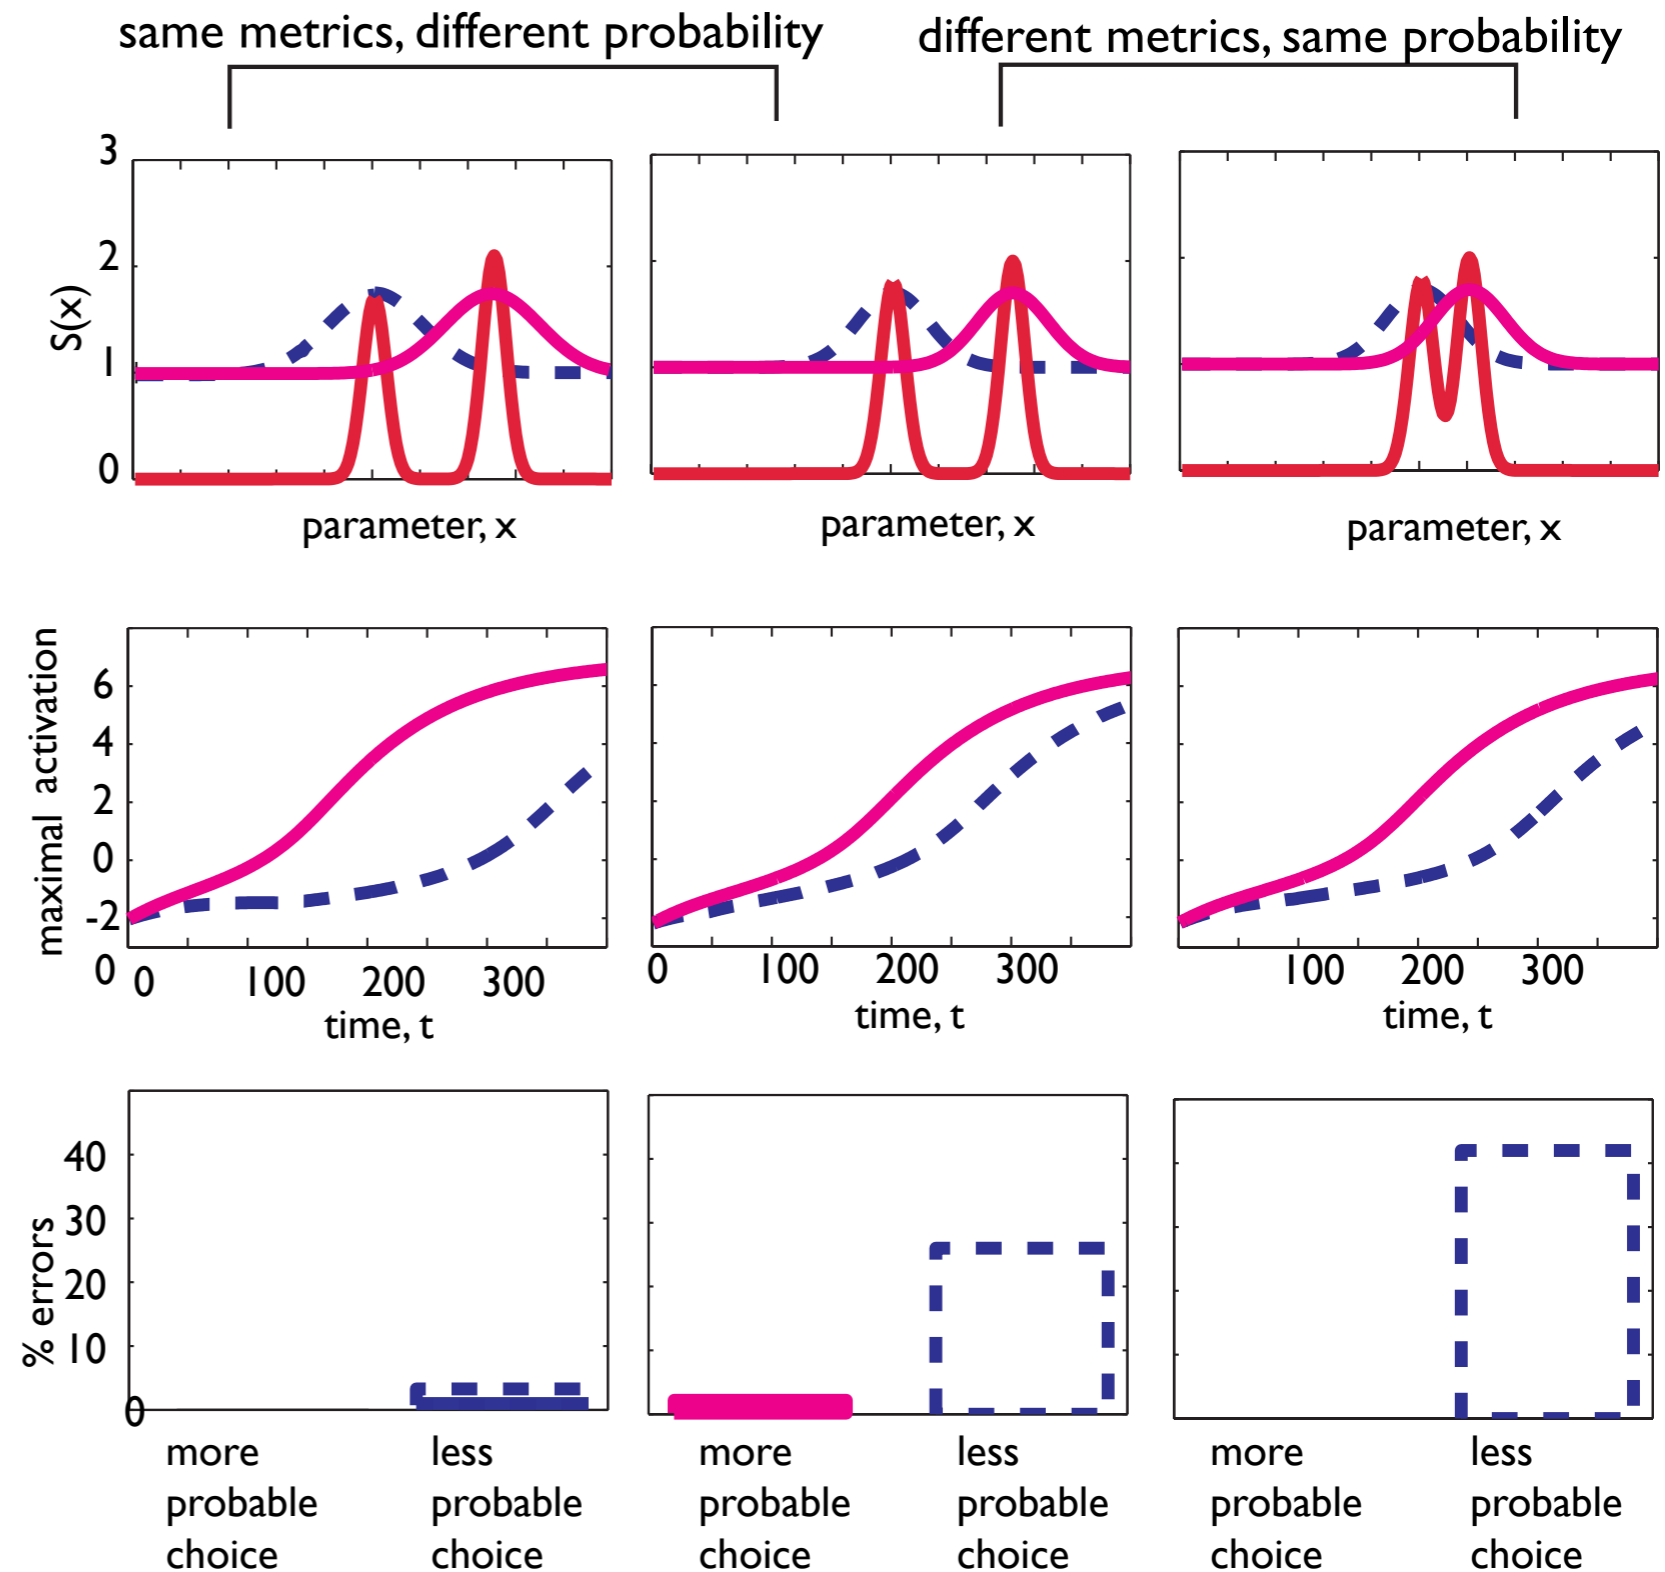 same metrics, different probability
different metrics, same probability
3
2
1
0
S(x)
parameter, x
parameter, x
parameter, x
maximal activation
6
4
2
0
-2
0
0 100 200 300
time, t
0 100 200 300
time, t
100 200 300
time, t
% errors
40
30
20
10
0
more
probable
choice
less
probable
choice
more
probable
choice
less
probable
choice
more
probable
choice
less
probable
choice